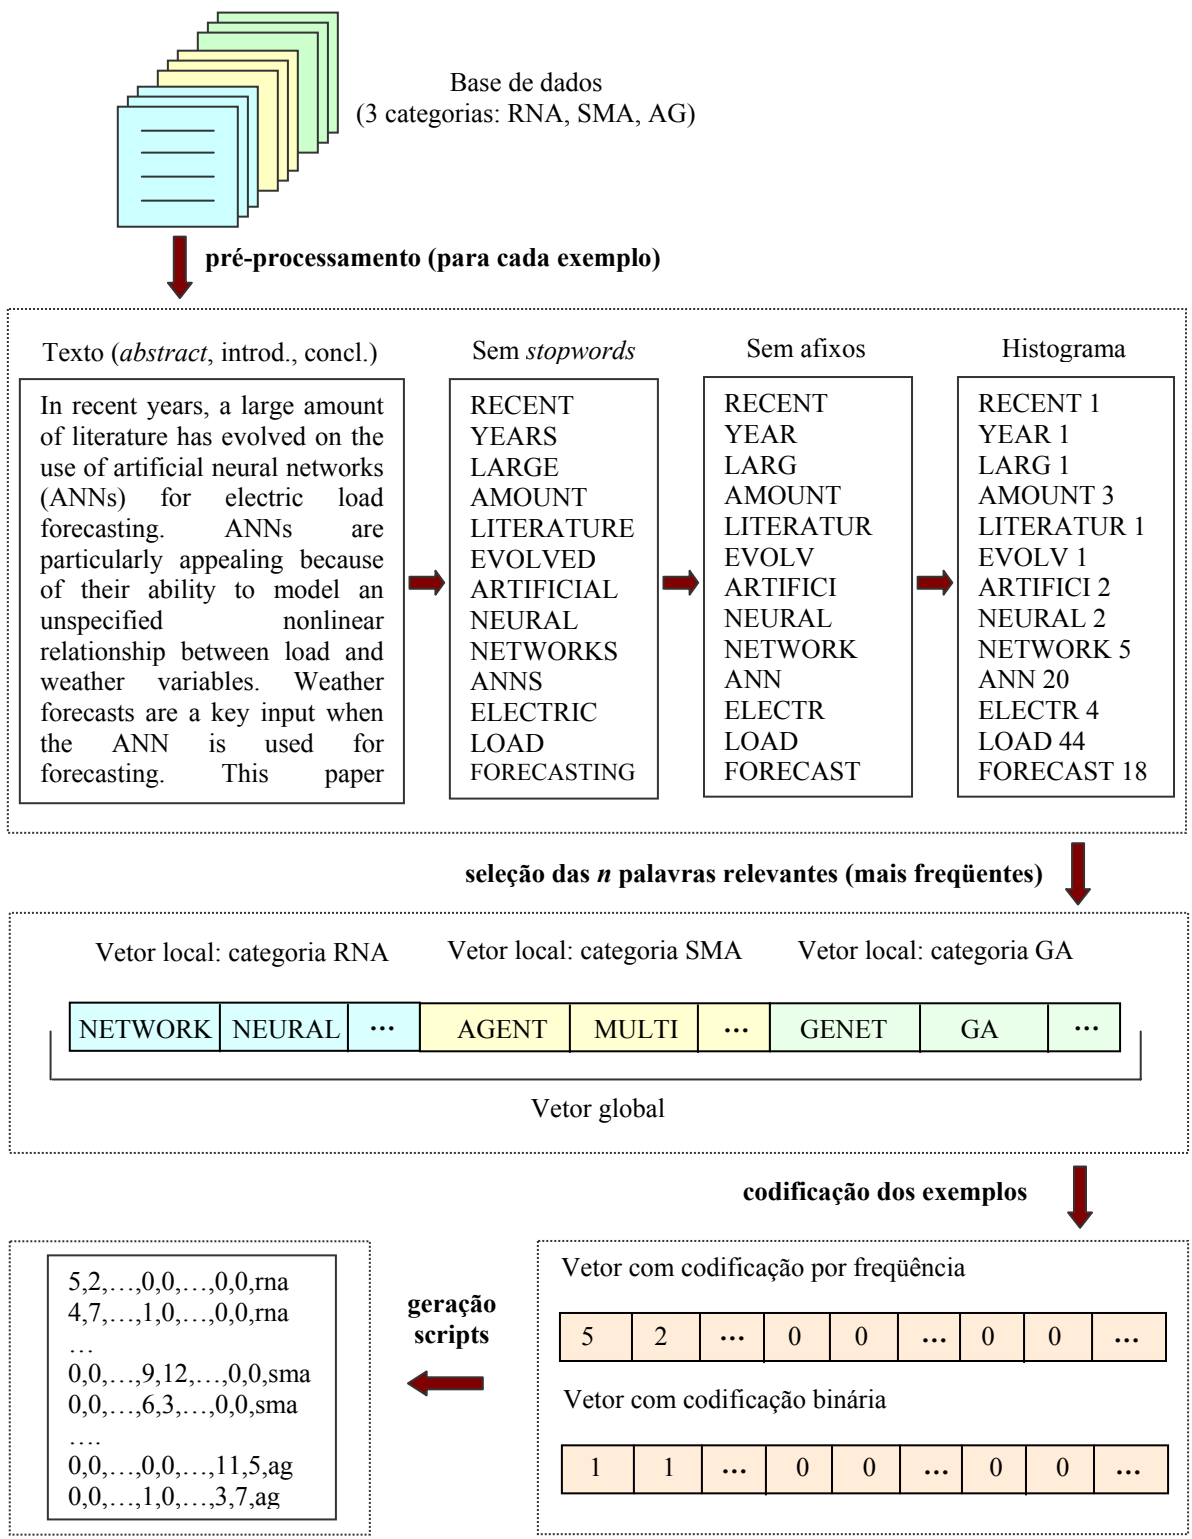 Base de dados
(3 categorias: RNA, SMA, AG)
pré-processamento (para cada exemplo)
Texto (abstract, introd., concl.)
In recent years, a large amount
of literature has evolved on the
use of artificial neural networks
(ANNs) for electric load
forecasting. ANNs are
particularly appealing because
of their ability to model an
unspecified nonlinear
relationship between load and
weather variables. Weather
forecasts are a key input when
the ANN is used for
forecasting. This paper
Sem stopwords
RECENT
YEARS
LARGE
AMOUNT
LITERATURE
EVOLVED
ARTIFICIAL
NEURAL
NETWORKS
ANNS
ELECTRIC
LOAD
FORECASTING
Sem afixos
RECENT
YEAR
LARG
AMOUNT
LITERATUR
EVOLV
ARTIFICI
NEURAL
NETWORK
ANN
ELECTR
LOAD
FORECAST
Histograma
RECENT 1
YEAR 1
LARG 1
AMOUNT 3
LITERATUR 1
EVOLV 1
ARTIFICI 2
NEURAL 2
NETWORK 5
ANN 20
ELECTR 4
LOAD 44
FORECAST 18
seleção das n palavras relevantes (mais freqüentes)
Vetor local: categoria RNA
Vetor local: categoria SMA
Vetor local: categoria GA
NETWORK NEURAL ... AGENT MULTI ... GENET GA ...
Vetor global
codificação dos exemplos
Vetor com codificação por freqüência
5 2 ... 0 0 ... 0 0 ...
Vetor com codificação binária
1 1 ... 0 0 ... 0 0 ...
geração
scripts
5,2,…,0,0,…,0,0,rna
4,7,…,1,0,…,0,0,rna
…
0,0,…,9,12,…,0,0,sma
0,0,…,6,3,…,0,0,sma
….
0,0,…,0,0,…,11,5,ag
0,0,…,1,0,…,3,7,ag